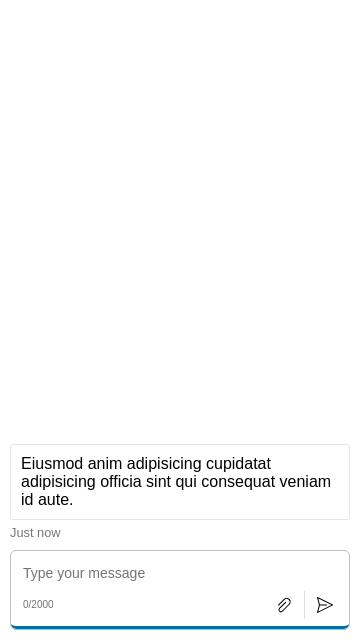 Eiusmod anim adipisicing cupidatat
adipisicing officia sint qui consequat veniam
id aute.
Just now
Type your message
0/2000